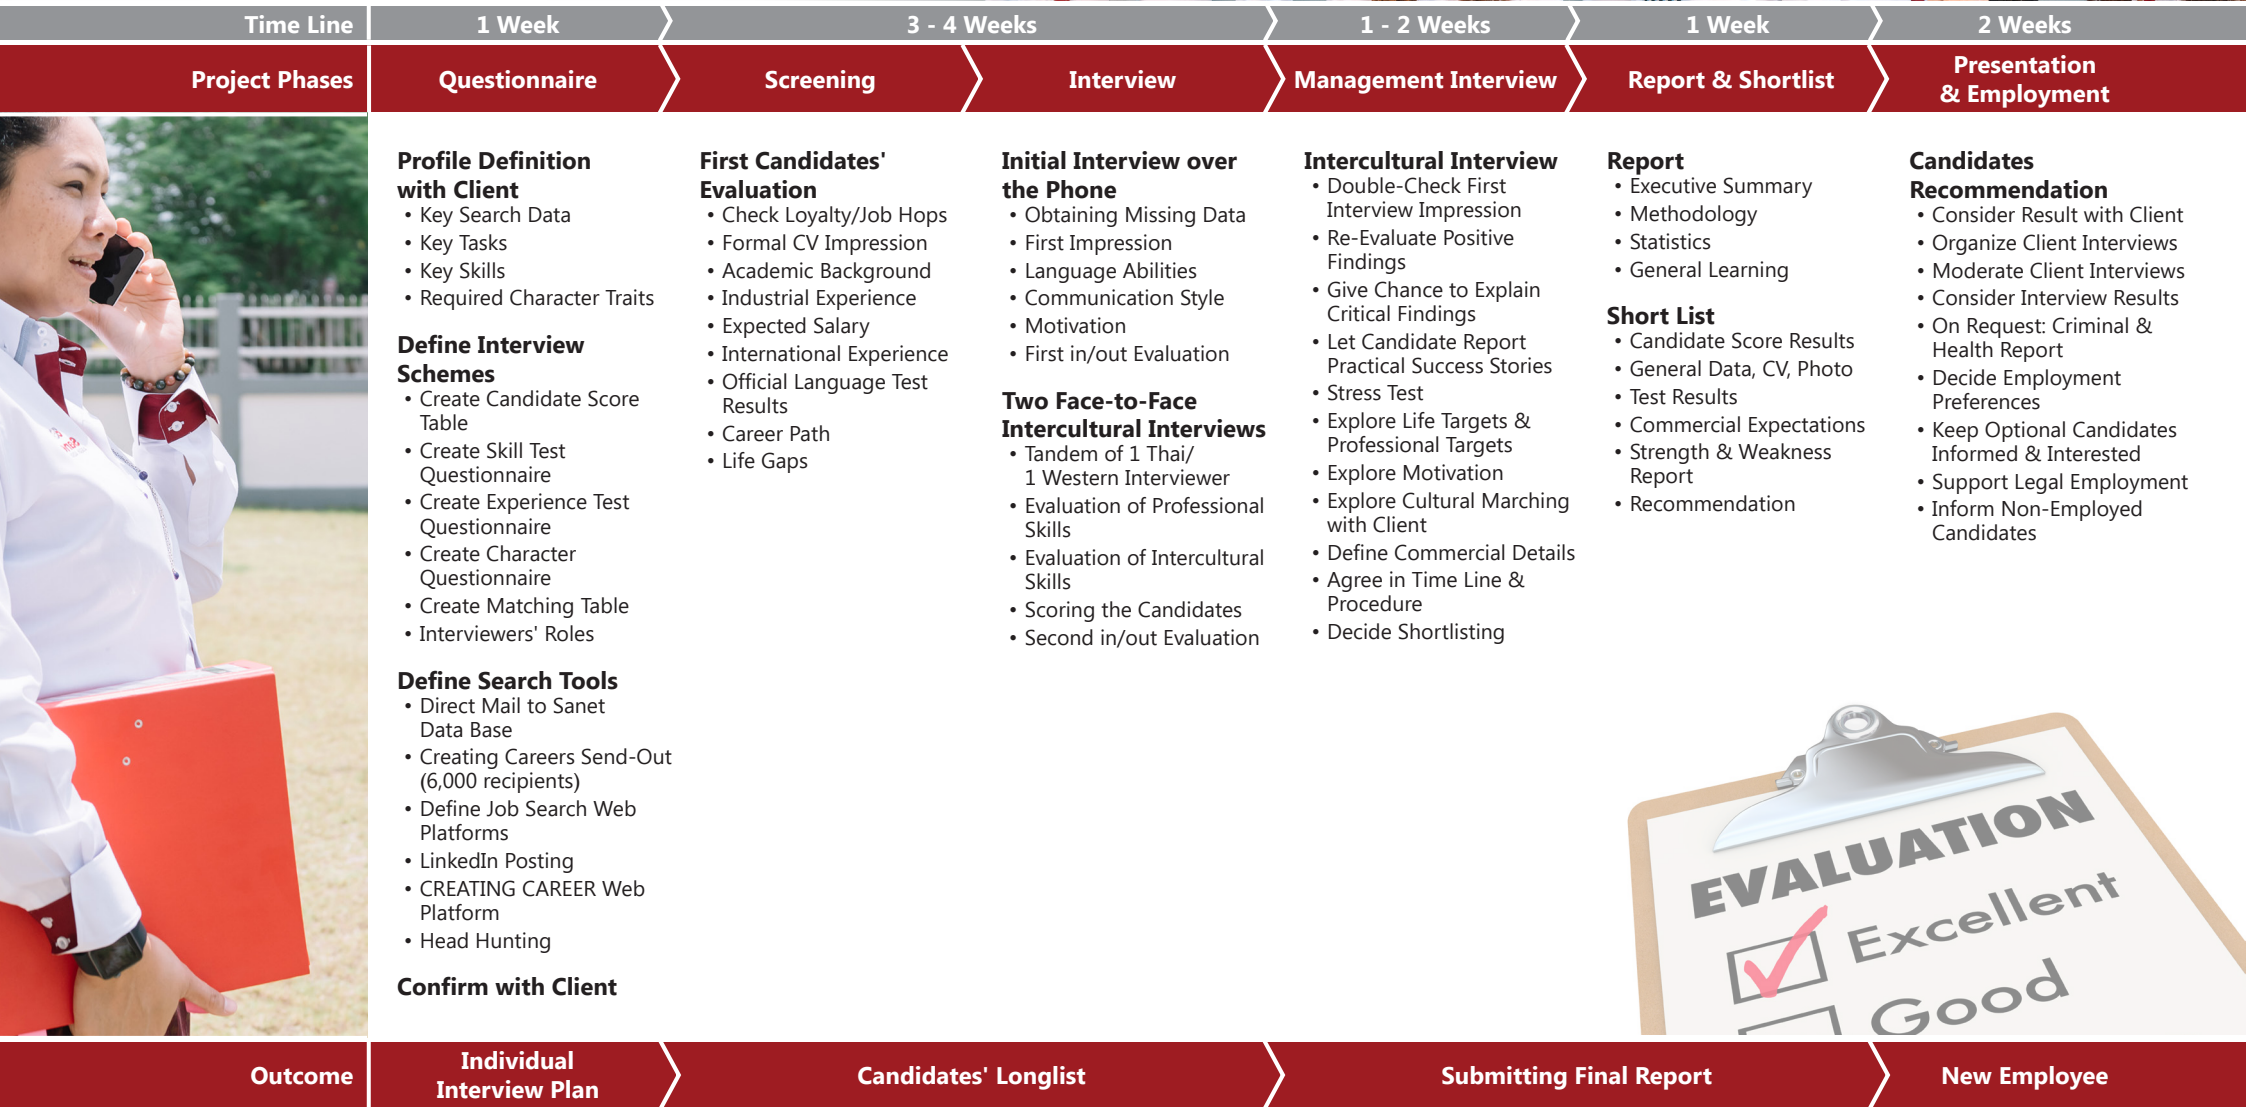 Time Line
1 Week
3 - 4 Weeks
1 - 2 Weeks
1 Week
2 Weeks
Project Phases
Questionnaire
Screening
Interview
Management Interview
Report & Shortlist
Presentation
& Employment
Profile Definition
with Client
• Key Search Data
• Key Tasks
• Key Skills
• Required Character Traits
Define Interview
Schemes
• Create Candidate Score
Table
• Create Skill Test
Questionnaire
• Create Experience Test
Questionnaire
• Create Character
Questionnaire
• Create Matching Table
• Interviewers' Roles
Define Search Tools
• Direct Mail to Sanet
Data Base
• Creating Careers Send-Out
(6,000 recipients)
• Define Job Search Web
Platforms
• LinkedIn Posting
• CREATING CAREER Web
Platform
• Head Hunting
Confirm with Client
First Candidates'
Evaluation
• Check Loyalty/Job Hops
• Formal CV Impression
• Academic Background
• Industrial Experience
• Expected Salary
• International Experience
• Official Language Test
Results
• Career Path
• Life Gaps
Initial Interview over
the Phone
• Obtaining Missing Data
• First Impression
• Language Abilities
• Communication Style
• Motivation
• First in/out Evaluation
Two Face-to-Face
Intercultural Interviews
• Tandem of 1 Thai/
1 Western Interviewer
• Evaluation of Professional
Skills
• Evaluation of Intercultural
Skills
• Scoring the Candidates
• Second in/out Evaluation
Intercultural Interview
• Double-Check First
Interview Impression
• Re-Evaluate Positive
Findings
• Give Chance to Explain
Critical Findings
• Let Candidate Report
Practical Success Stories
• Stress Test
• Explore Life Targets &
Professional Targets
• Explore Motivation
• Explore Cultural Marching
with Client
• Define Commercial Details
• Agree in Time Line &
Procedure
• Decide Shortlisting
Report
• Executive Summary
• Methodology
• Statistics
• General Learning
Short List
• Candidate Score Results
• General Data, CV, Photo
• Test Results
• Commercial Expectations
• Strength & Weakness
Report
• Recommendation
Candidates
Recommendation
• Consider Result with Client
• Organize Client Interviews
• Moderate Client Interviews
• Consider Interview Results
• On Request: Criminal &
Health Report
• Decide Employment
Preferences
• Keep Optional Candidates
Informed & Interested
• Support Legal Employment
• Inform Non-Employed
Candidates
EVALUATION
Excellent
Good
Outcome
Individual
Interview Plan
Candidates' Longlist
Submitting Final Report
New Employee